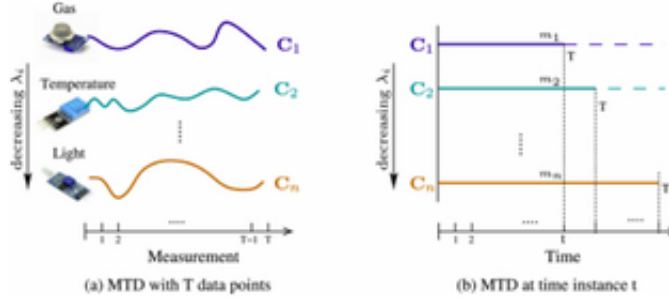 Gas
C₁
Temperature
C₂
decreasing λᵢ
......
Light
Cₙ
....
1 2 T−1 T
Measurement
(a) MTD with T data points
m₁
C₁
T
m₂
C₂
T
decreasing λᵢ
......
mₙ
Cₙ
T
.... ....
1 2 t
Time
(b) MTD at time instance t